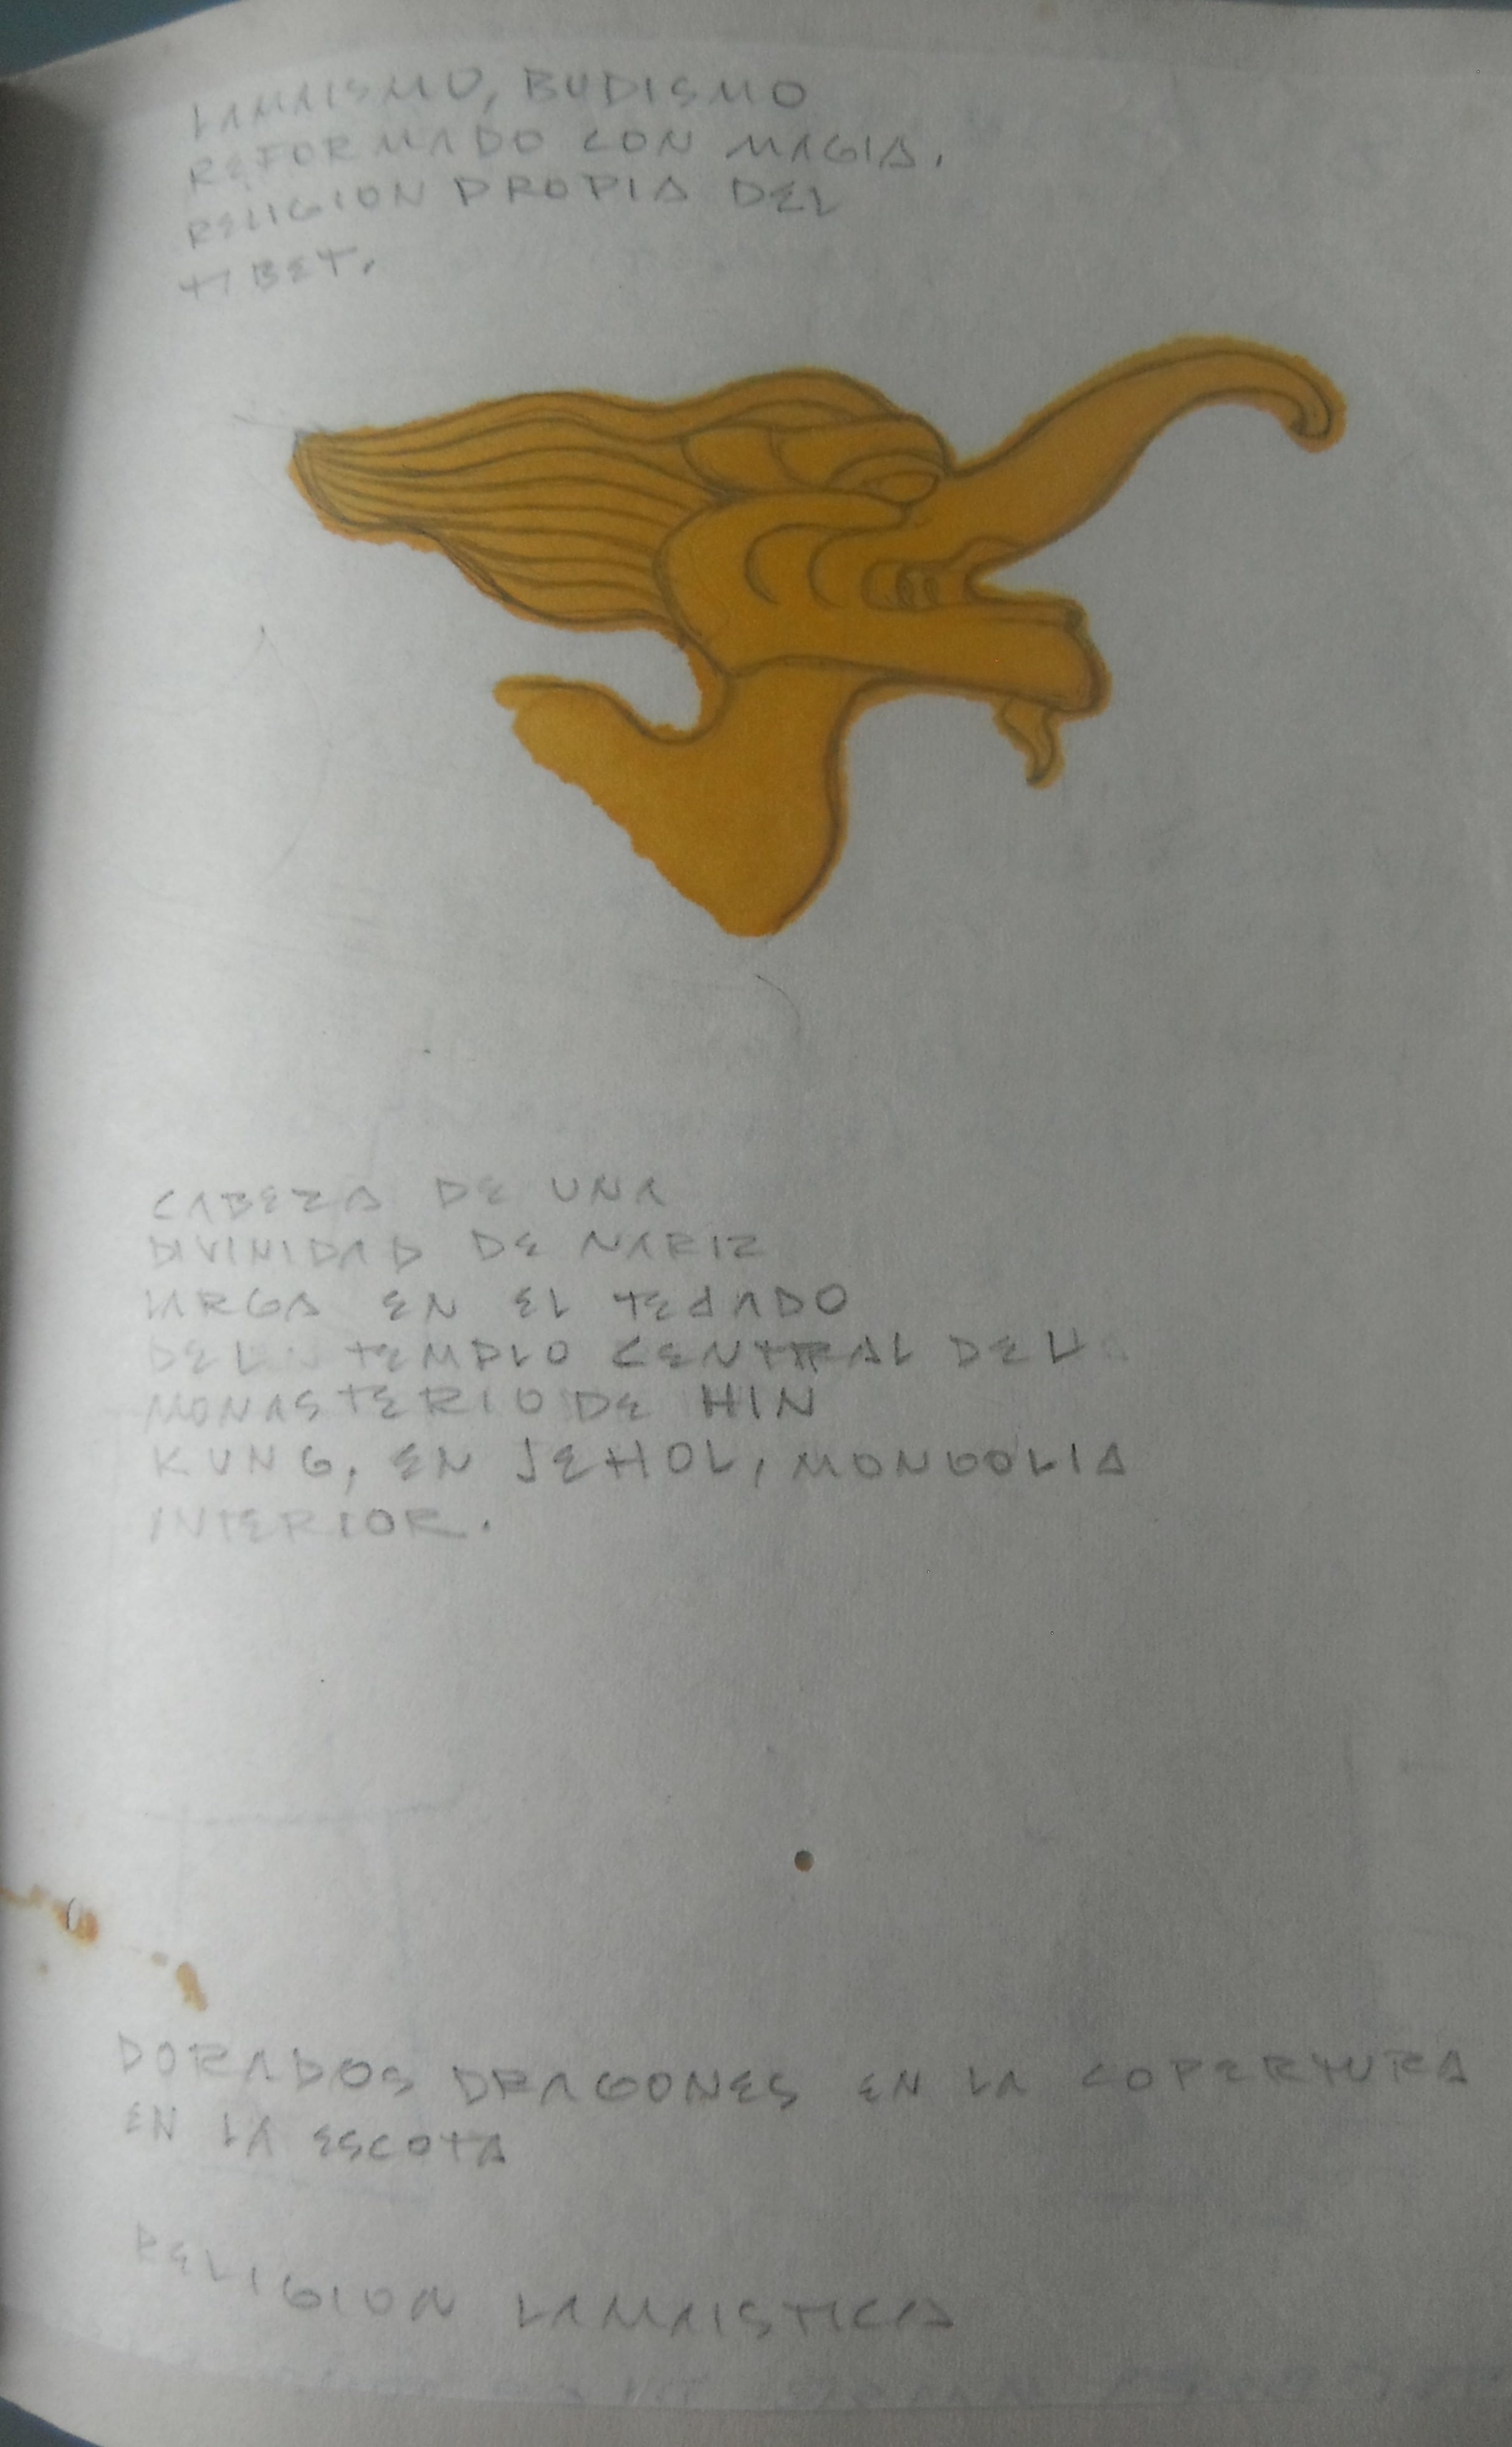 LAMAISMO, BUDISMO
REFORMADO CON MAGIA.
RELIGION PROPIA DEL
TIBET.
CABEZA DE UNA
DIVINIDAD DE NARIZ
LARGA EN EL TEJADO
DEL TEMPLO CENTRAL DEL
MONASTERIO DE HIN
KUNG, EN JEHOL, MONGOLIA
INTERIOR.
DORADOS DRAGONES EN LA COPERTURA
EN LA ESCOTA
RELIGION LAMAISTICA